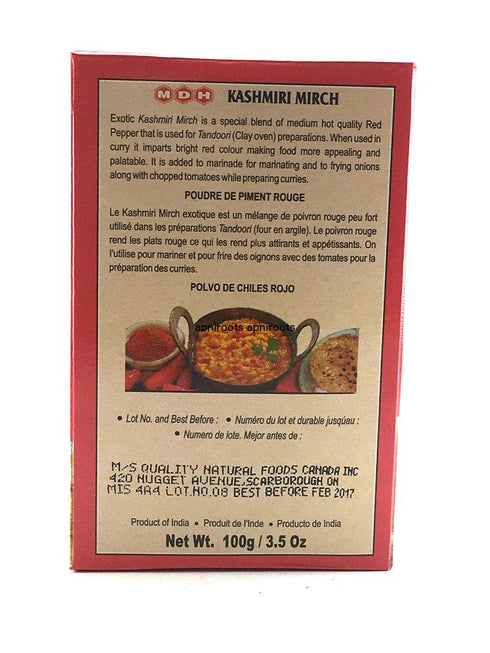 MDH KASHMIRI MIRCH
Exotic Kashmiri Mirch is a special blend of medium hot quality Red
Pepper that is used for Tandoori (Clay oven) preparations. When used in
curry it imparts bright red colour making food more appealing and
palatable. It is added to marinade for marinating and to frying onions
along with chopped tomatoes while preparing curries.
POUDRE DE PIMENT ROUGE
Le Kashmiri Mirch exotique est un mélange de poivron rouge peu fort
utilisé dans les préparations Tandoori (four en argile). Le poivron rouge
rend les plats rouge ce qui les rend plus attirants et appétissants. On
l'utilise pour mariner et pour frire des oignons avec des tomates pour la
préparation des curries.
POLVO DE CHILES ROJO
apniroots apniroots
• Lot No. and Best Before : • Numéro du lot et durable jusqúau :
• Numero de lote. Mejor antes de :
M/S QUALITY NATURAL FOODS CANADA INC
420 NUGGET AVENUE,SCARBOROUGH ON
M1S 4A4 LOT.NO.08 BEST BEFORE FEB 2017
Product of India • Produit de l'Inde • Producto de India
Net Wt. 100g / 3.5 Oz